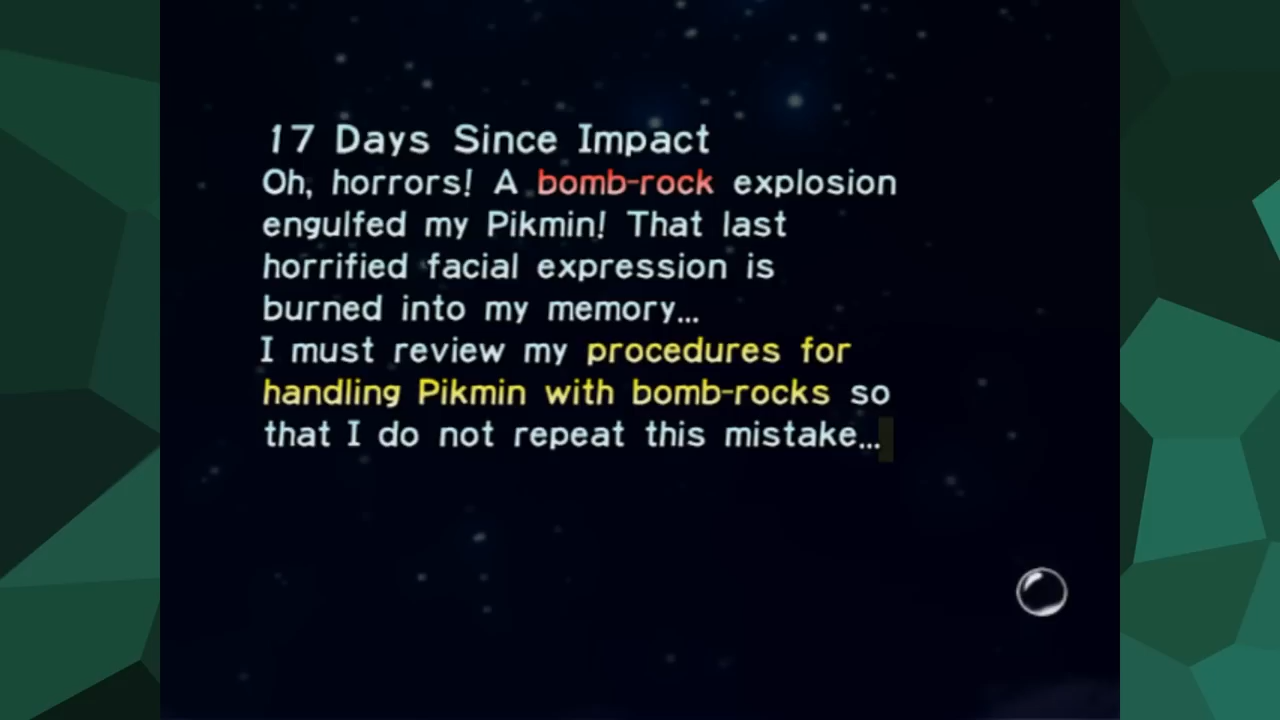 17 Days Since Impact
Oh, horrors! A bomb-rock explosion
engulfed my Pikmin! That last
horrified facial expression is
burned into my memory...
I must review my procedures for
handling Pikmin with bomb-rocks so
that I do not repeat this mistake...